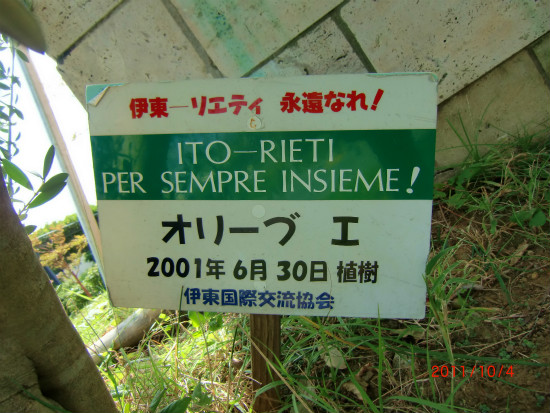 伊東ーリエティ 永遠なれ!
ITO—RIETI
PER SEMPRE INSIEME!
オリーブ エ
2001年 6月 30日 植樹
伊東国際交流協会
2011/10/4